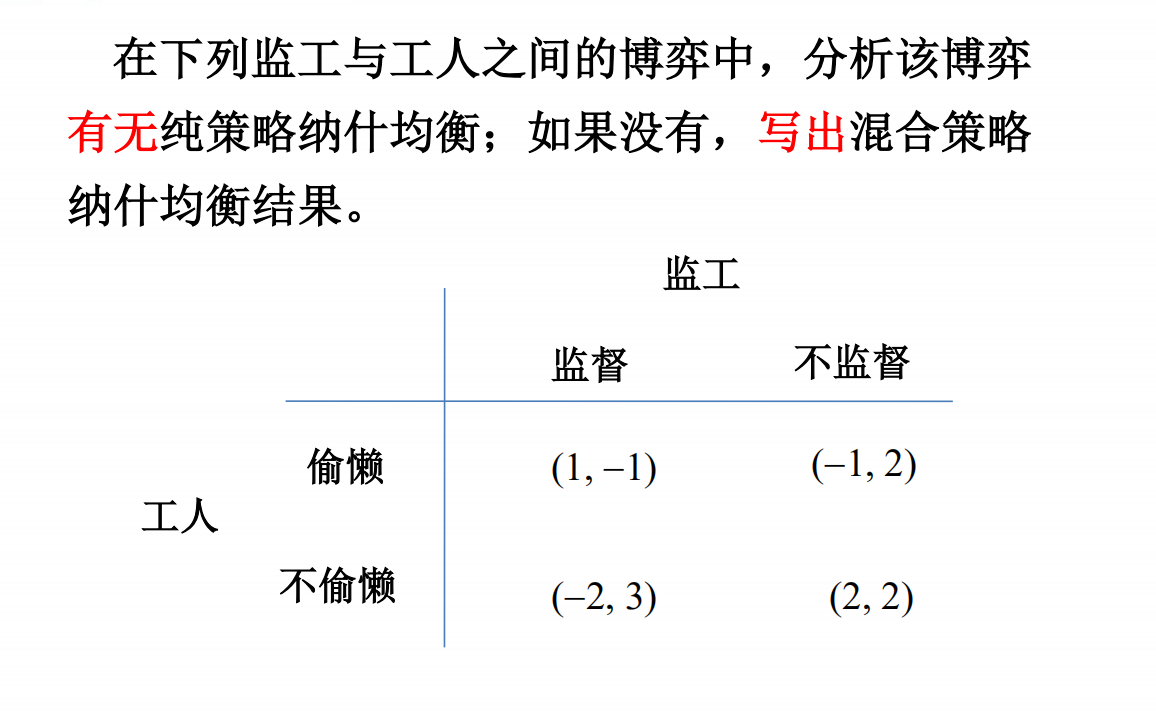 在下列监工与工人之间的博弈中，分析该博弈
有无纯策略纳什均衡；如果没有，写出混合策略
纳什均衡结果。
监工
监督 不监督
偷懒 (1, −1) (−1, 2)
工人
不偷懒 (−2, 3) (2, 2)